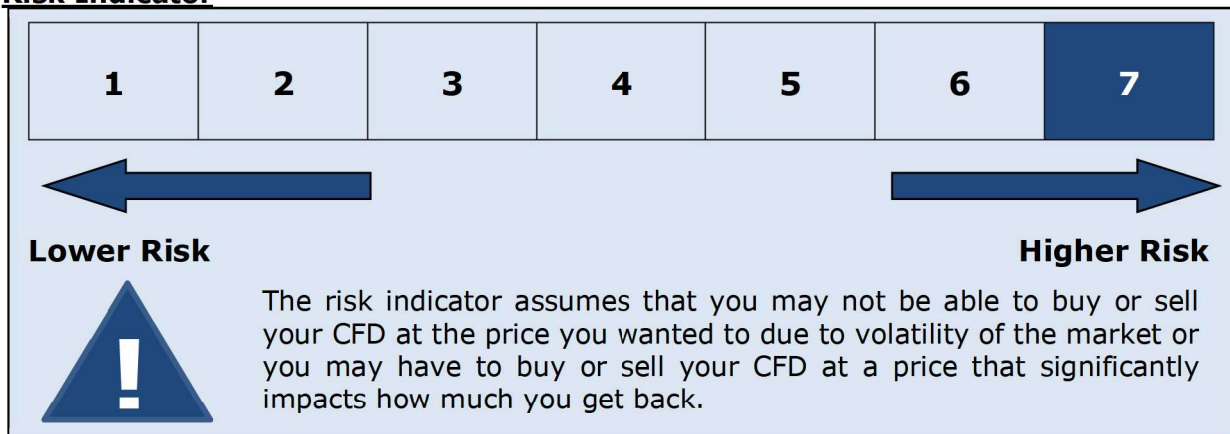 Risk Indicator
1 2 3 4 5 6 7
Lower Risk Higher Risk
!
The risk indicator assumes that you may not be able to buy or sell
your CFD at the price you wanted to due to volatility of the market or
you may have to buy or sell your CFD at a price that significantly
impacts how much you get back.